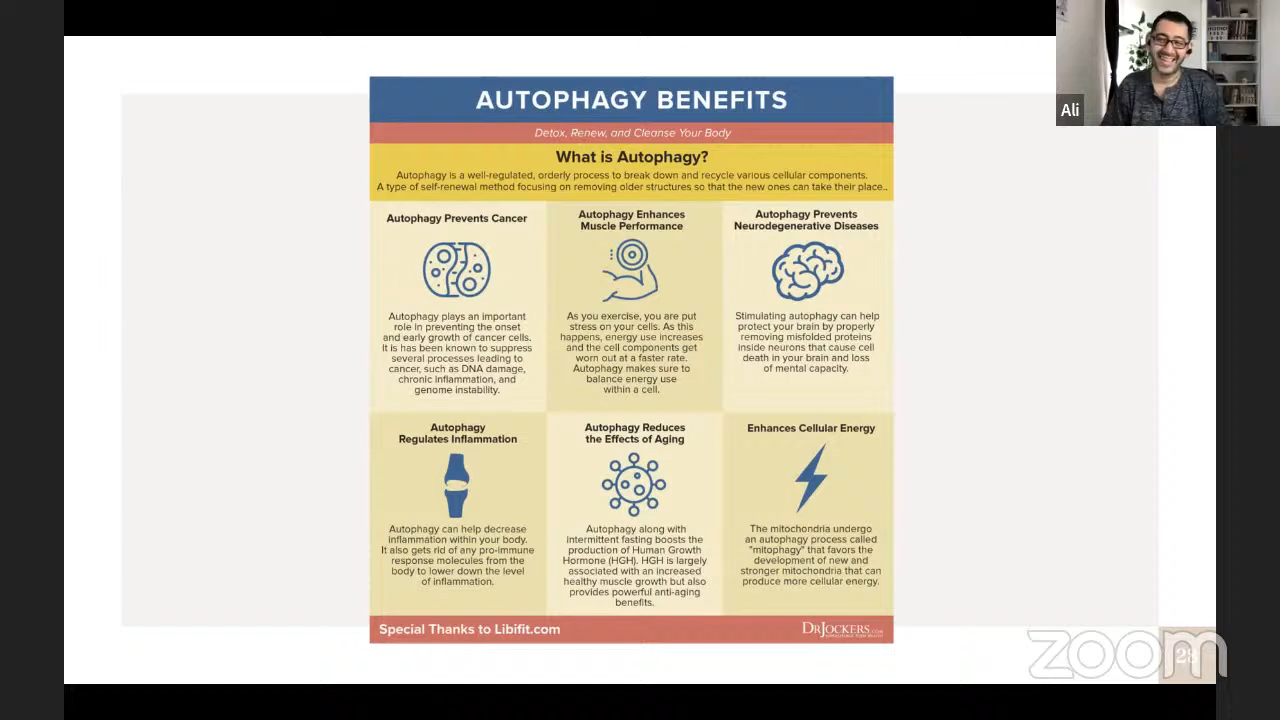 Ali
AUTOPHAGY BENEFITS
Detox, Renew, and Cleanse Your Body
What is Autophagy?
Autophagy is a well-regulated, orderly process to break down and recycle various cellular components.
A type of self-renewal method focusing on removing older structures so that the new ones can take their place..
Autophagy Prevents Cancer
Autophagy plays an important
role in preventing the onset
and early growth of cancer cells.
It is has been known to suppress
several processes leading to
cancer, such as DNA damage,
chronic inflammation, and
genome instability.
Autophagy Enhances
Muscle Performance
As you exercise, you are put
stress on your cells. As this
happens, energy use increases
and the cell components get
worn out at a faster rate.
Autophagy makes sure to
balance energy use
within a cell.
Autophagy Prevents
Neurodegenerative Diseases
Stimulating autophagy can help
protect your brain by properly
removing misfolded proteins
inside neurons that cause cell
death in your brain and loss
of mental capacity.
Autophagy
Regulates Inflammation
Autophagy can help decrease
inflammation within your body.
It also gets rid of any pro-immune
response molecules from the
body to lower down the level
of inflammation.
Autophagy Reduces
the Effects of Aging
Autophagy along with
intermittent fasting boosts the
production of Human Growth
Hormone (HGH). HGH is largely
associated with an increased
healthy muscle growth but also
provides powerful anti-aging
benefits.
Enhances Cellular Energy
The mitochondria undergo
an autophagy process called
"mitophagy" that favors the
development of new and
stronger mitochondria that can
produce more cellular energy.
Special Thanks to Libifit.com
DRJOCKERS.COM
zoom
28